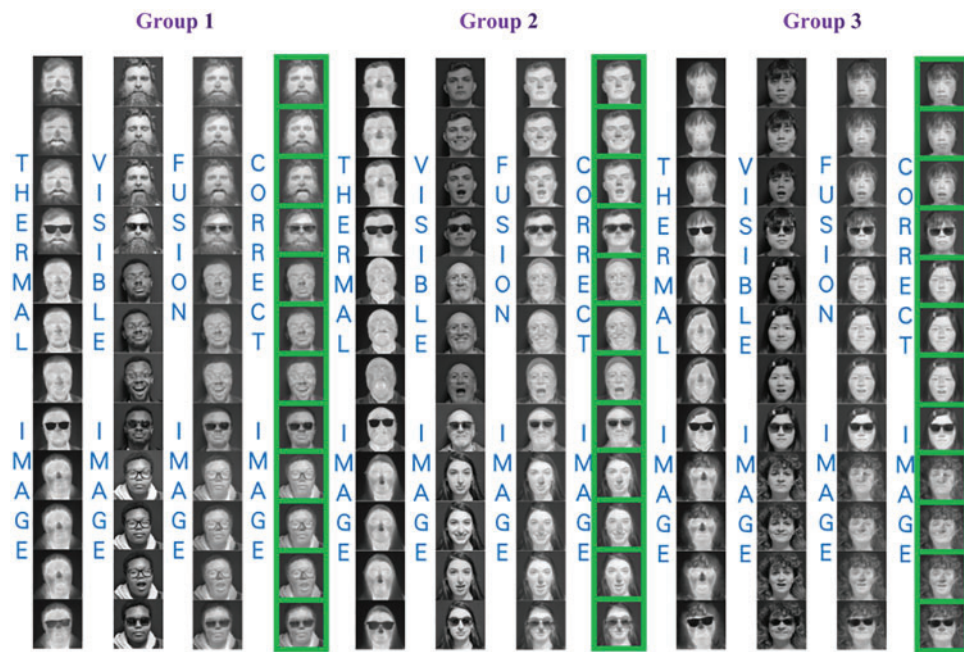 Group 1
Group 2
Group 3
THERMAL IMAGE
VISIBLE IMAGE
FUSION IMAGE
CORRECT IMAGE
THERMAL IMAGE
VISIBLE IMAGE
FUSION IMAGE
CORRECT IMAGE
THERMAL IMAGE
VISIBLE IMAGE
FUSION IMAGE
CORRECT IMAGE